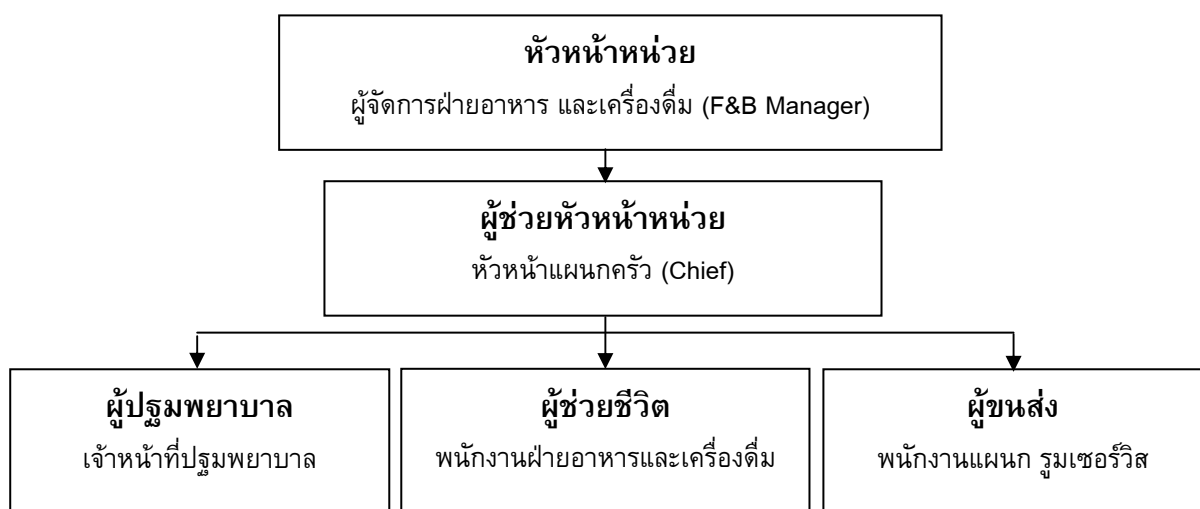 หัวหน้าหน่วย
ผู้จัดการฝ่ายอาหาร และเครื่องดื่ม (F&B Manager)
ผู้ช่วยหัวหน้าหน่วย
หัวหน้าแผนกครัว (Chief)
ผู้ปฐมพยาบาล
เจ้าหน้าที่ปฐมพยาบาล
ผู้ช่วยชีวิต
พนักงานฝ่ายอาหารและเครื่องดื่ม
ผู้ขนส่ง
พนักงานแผนก รูมเซอร์วิส